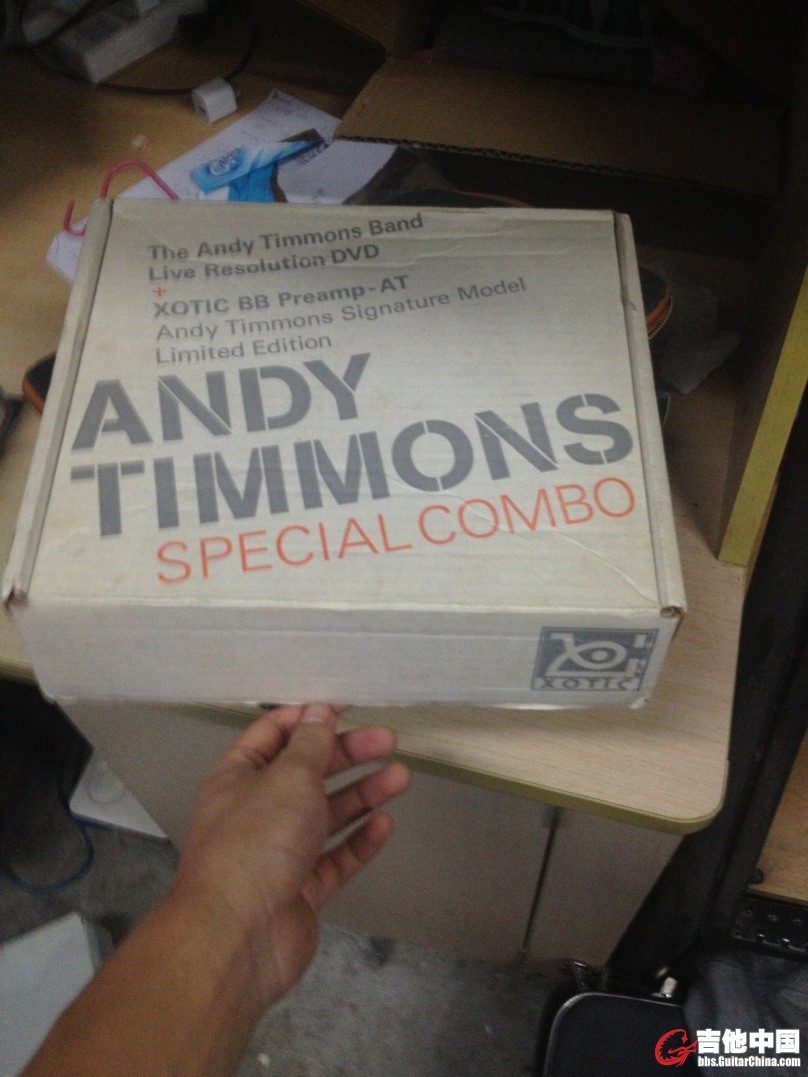 The Andy Timmons Band
Live Resolution DVD
+
XOTIC BB Preamp-AT
Andy Timmons Signature Model
Limited Edition
ANDY
TIMMONS
SPECIAL COMBO
XOTIC
吉他中国
bbs.GuitarChina.com